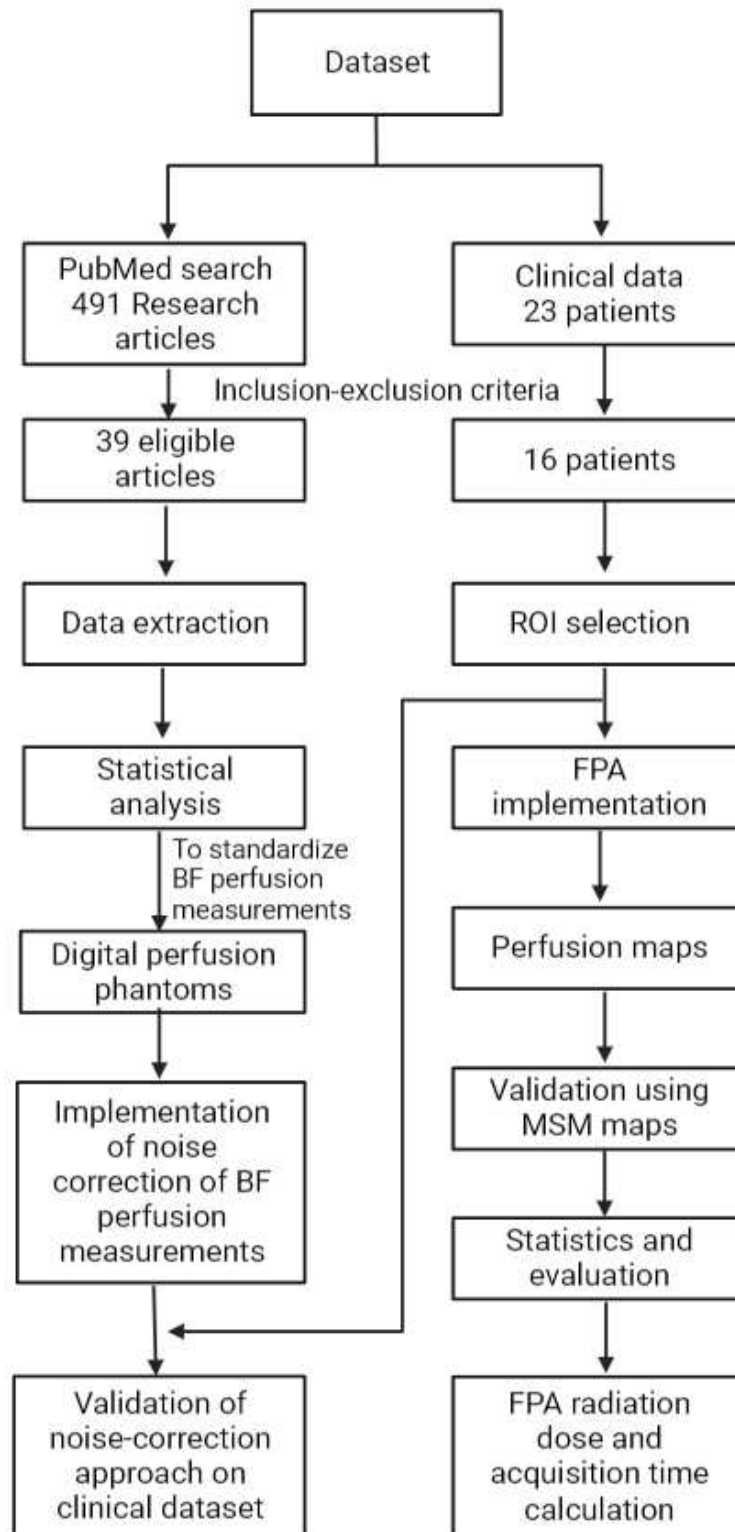 Dataset
PubMed search
491 Research
articles
Clinical data
23 patients
Inclusion-exclusion criteria
39 eligible
articles
16 patients
Data extraction
ROI selection
Statistical
analysis
FPA
implementation
To standardize
BF perfusion
measurements
Digital perfusion
phantoms
Perfusion maps
Implementation
of noise
correction of BF
perfusion
measurements
Validation using
MSM maps
Statistics and
evaluation
Validation of
noise-correction
approach on
clinical dataset
FPA radiation
dose and
acquisition time
calculation